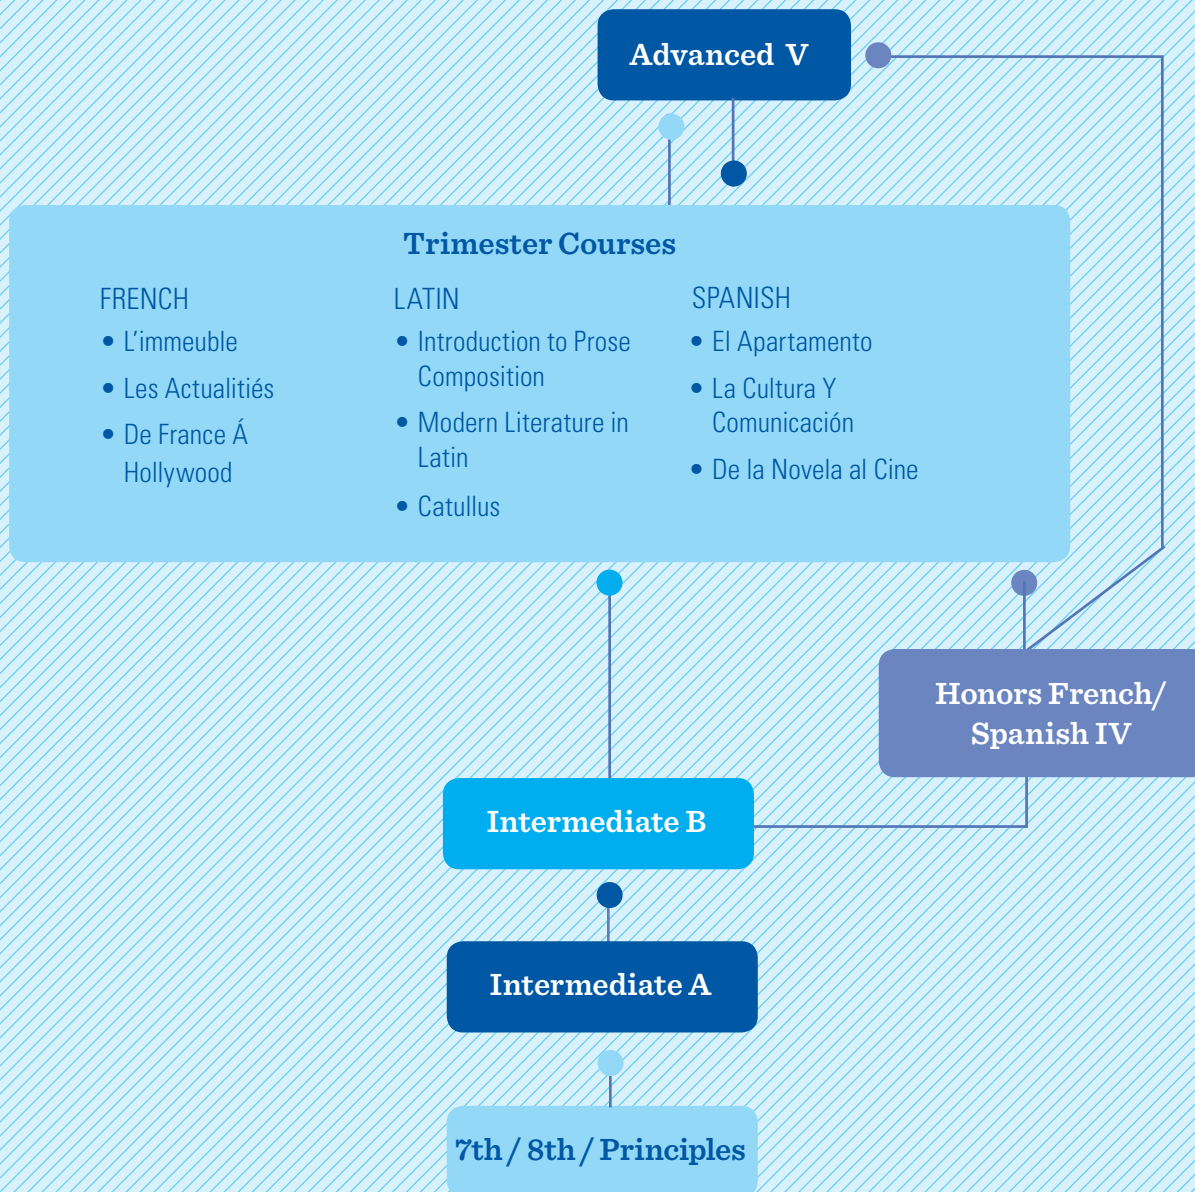 Advanced V
Trimester Courses
FRENCH
• L'immeuble
• Les Actualitiés
• De France Á
Hollywood
LATIN
• Introduction to Prose
Composition
• Modern Literature in
Latin
• Catullus
SPANISH
• El Apartamento
• La Cultura Y
Comunicación
• De la Novela al Cine
Honors French/
Spanish IV
Intermediate B
Intermediate A
7th / 8th / Principles